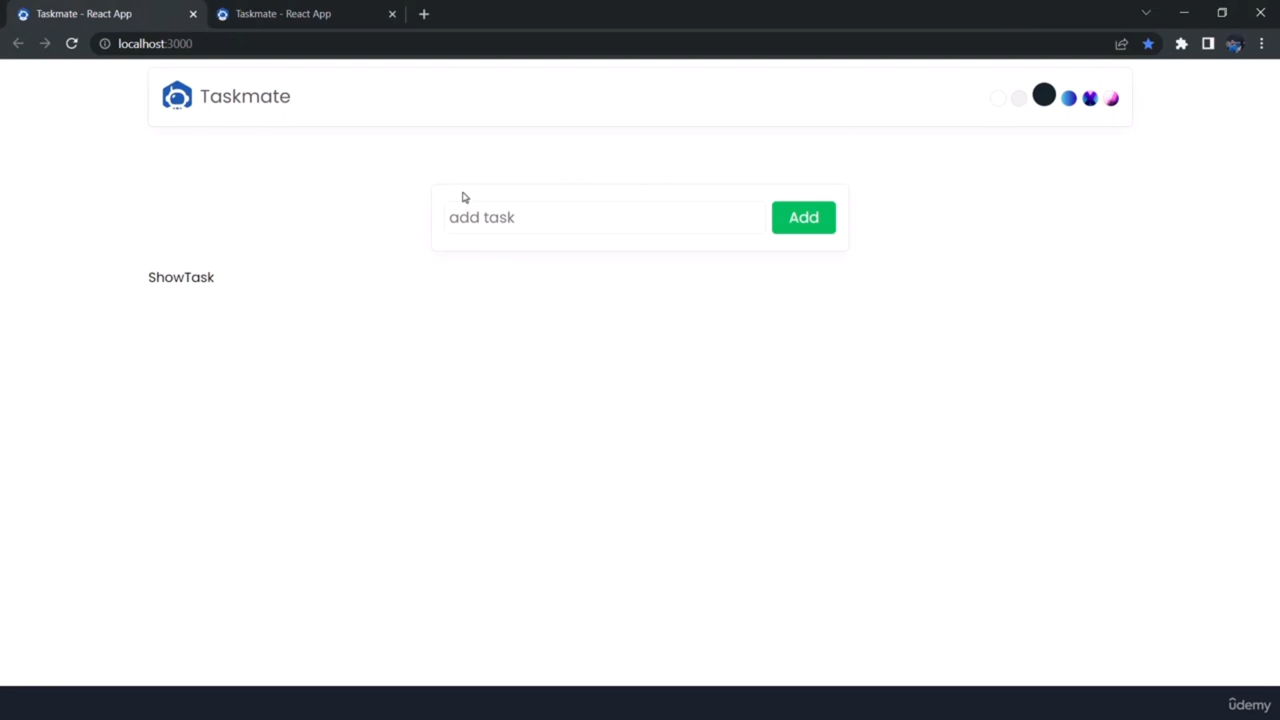 Taskmate - React App
Taskmate - React App
localhost:3000
Taskmate
add task
Add
ShowTask
ûdemy